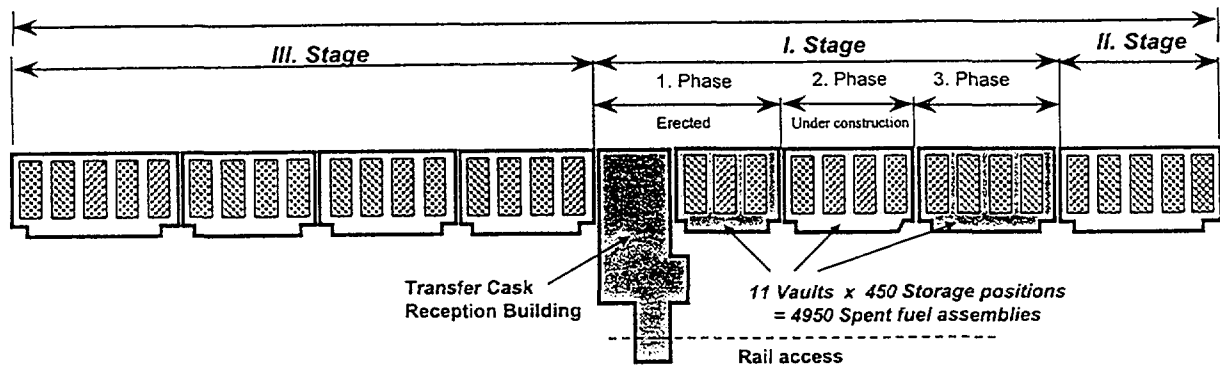 III. Stage
I. Stage
II. Stage
1. Phase
2. Phase
3. Phase
Erected
Under construction
Transfer Cask
Reception Building
11 Vaults x 450 Storage positions
= 4950 Spent fuel assemblies
Rail access